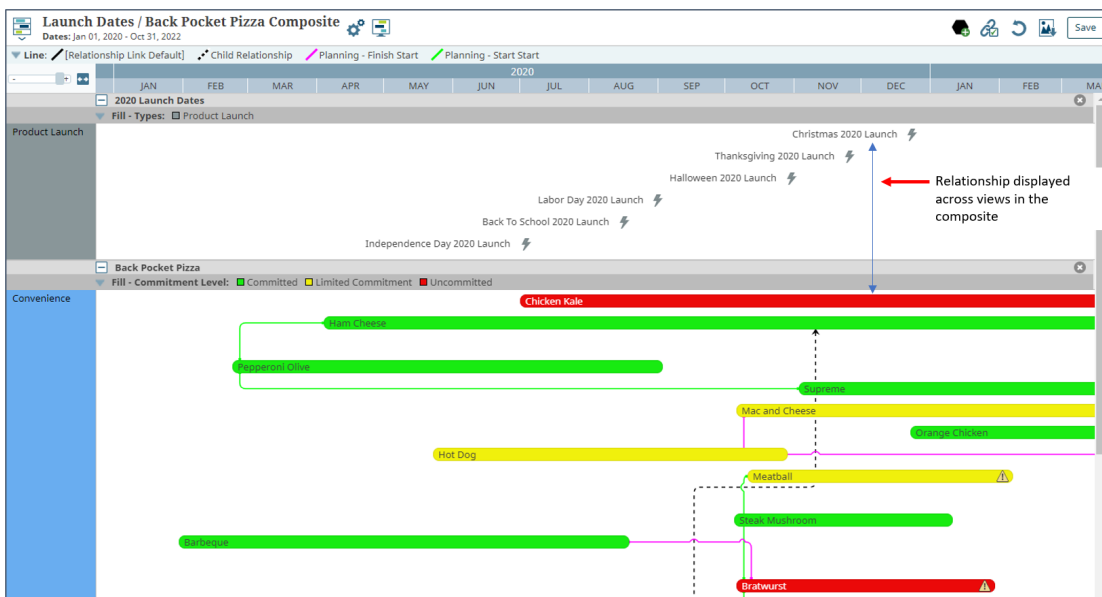 Launch Dates / Back Pocket Pizza Composite
Dates: Jan 01, 2020 - Oct 31, 2022
Save
Line: [Relationship Link Default] Child Relationship Planning - Finish Start Planning - Start Start
- +
2020
JAN FEB MAR APR MAY JUN JUL AUG SEP OCT NOV DEC JAN FEB MA
2020 Launch Dates
Fill - Types: Product Launch
Product Launch
Christmas 2020 Launch
Thanksgiving 2020 Launch
Halloween 2020 Launch
Labor Day 2020 Launch
Back To School 2020 Launch
Independence Day 2020 Launch
Relationship displayed
across views in the
composite
Back Pocket Pizza
Fill - Commitment Level: Committed Limited Commitment Uncommitted
Convenience
Chicken Kale
Ham Cheese
Pepperoni Olive
Supreme
Mac and Cheese
Orange Chicken
Hot Dog
Meatball
Steak Mushroom
Barbeque
Bratwurst